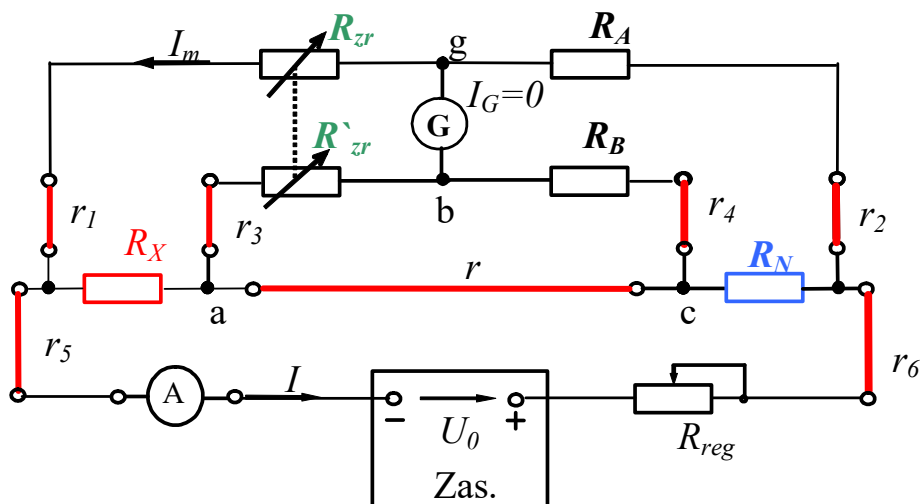 R_zr g R_A
I_m I_G=0
G
R`_zr R_B
b
r_1 r_3 r_4 r_2
R_X r R_N
a c
r_5 r_6
A I
- U_0 + R_reg
Zas.